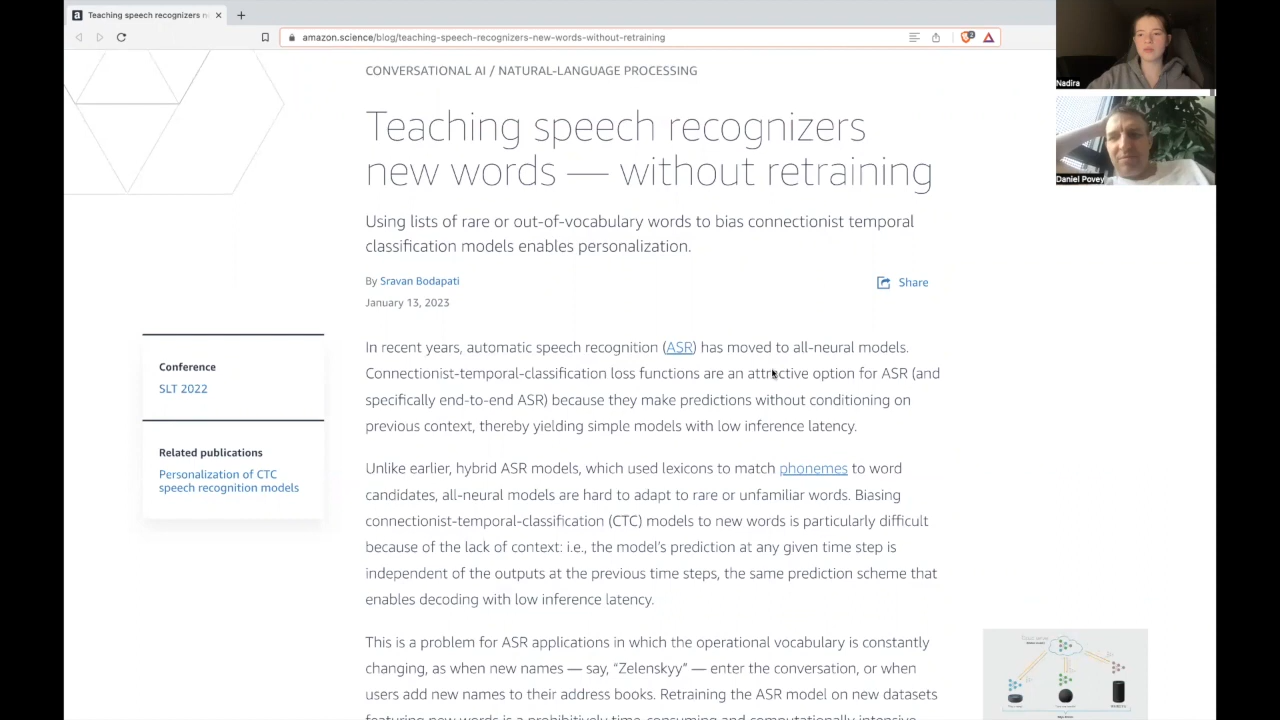 Teaching speech recognizers n
amazon.science/blog/teaching-speech-recognizers-new-words-without-retraining
2
Nadira
Daniel Povey
CONVERSATIONAL AI / NATURAL-LANGUAGE PROCESSING
Teaching speech recognizers
new words — without retraining
Using lists of rare or out-of-vocabulary words to bias connectionist temporal
classification models enables personalization.
By Sravan Bodapati
Share
January 13, 2023
Conference
SLT 2022
Related publications
Personalization of CTC
speech recognition models
In recent years, automatic speech recognition (ASR) has moved to all-neural models.
Connectionist-temporal-classification loss functions are an attractive option for ASR (and
specifically end-to-end ASR) because they make predictions without conditioning on
previous context, thereby yielding simple models with low inference latency.
Unlike earlier, hybrid ASR models, which used lexicons to match phonemes to word
candidates, all-neural models are hard to adapt to rare or unfamiliar words. Biasing
connectionist-temporal-classification (CTC) models to new words is particularly difficult
because of the lack of context: i.e., the model's prediction at any given time step is
independent of the outputs at the previous time steps, the same prediction scheme that
enables decoding with low inference latency.
This is a problem for ASR applications in which the operational vocabulary is constantly
changing, as when new names — say, “Zelenskyy” — enter the conversation, or when
users add new names to their address books. Retraining the ASR model on new datasets
featuring new words is a prohibitively time-consuming and computationally intensive